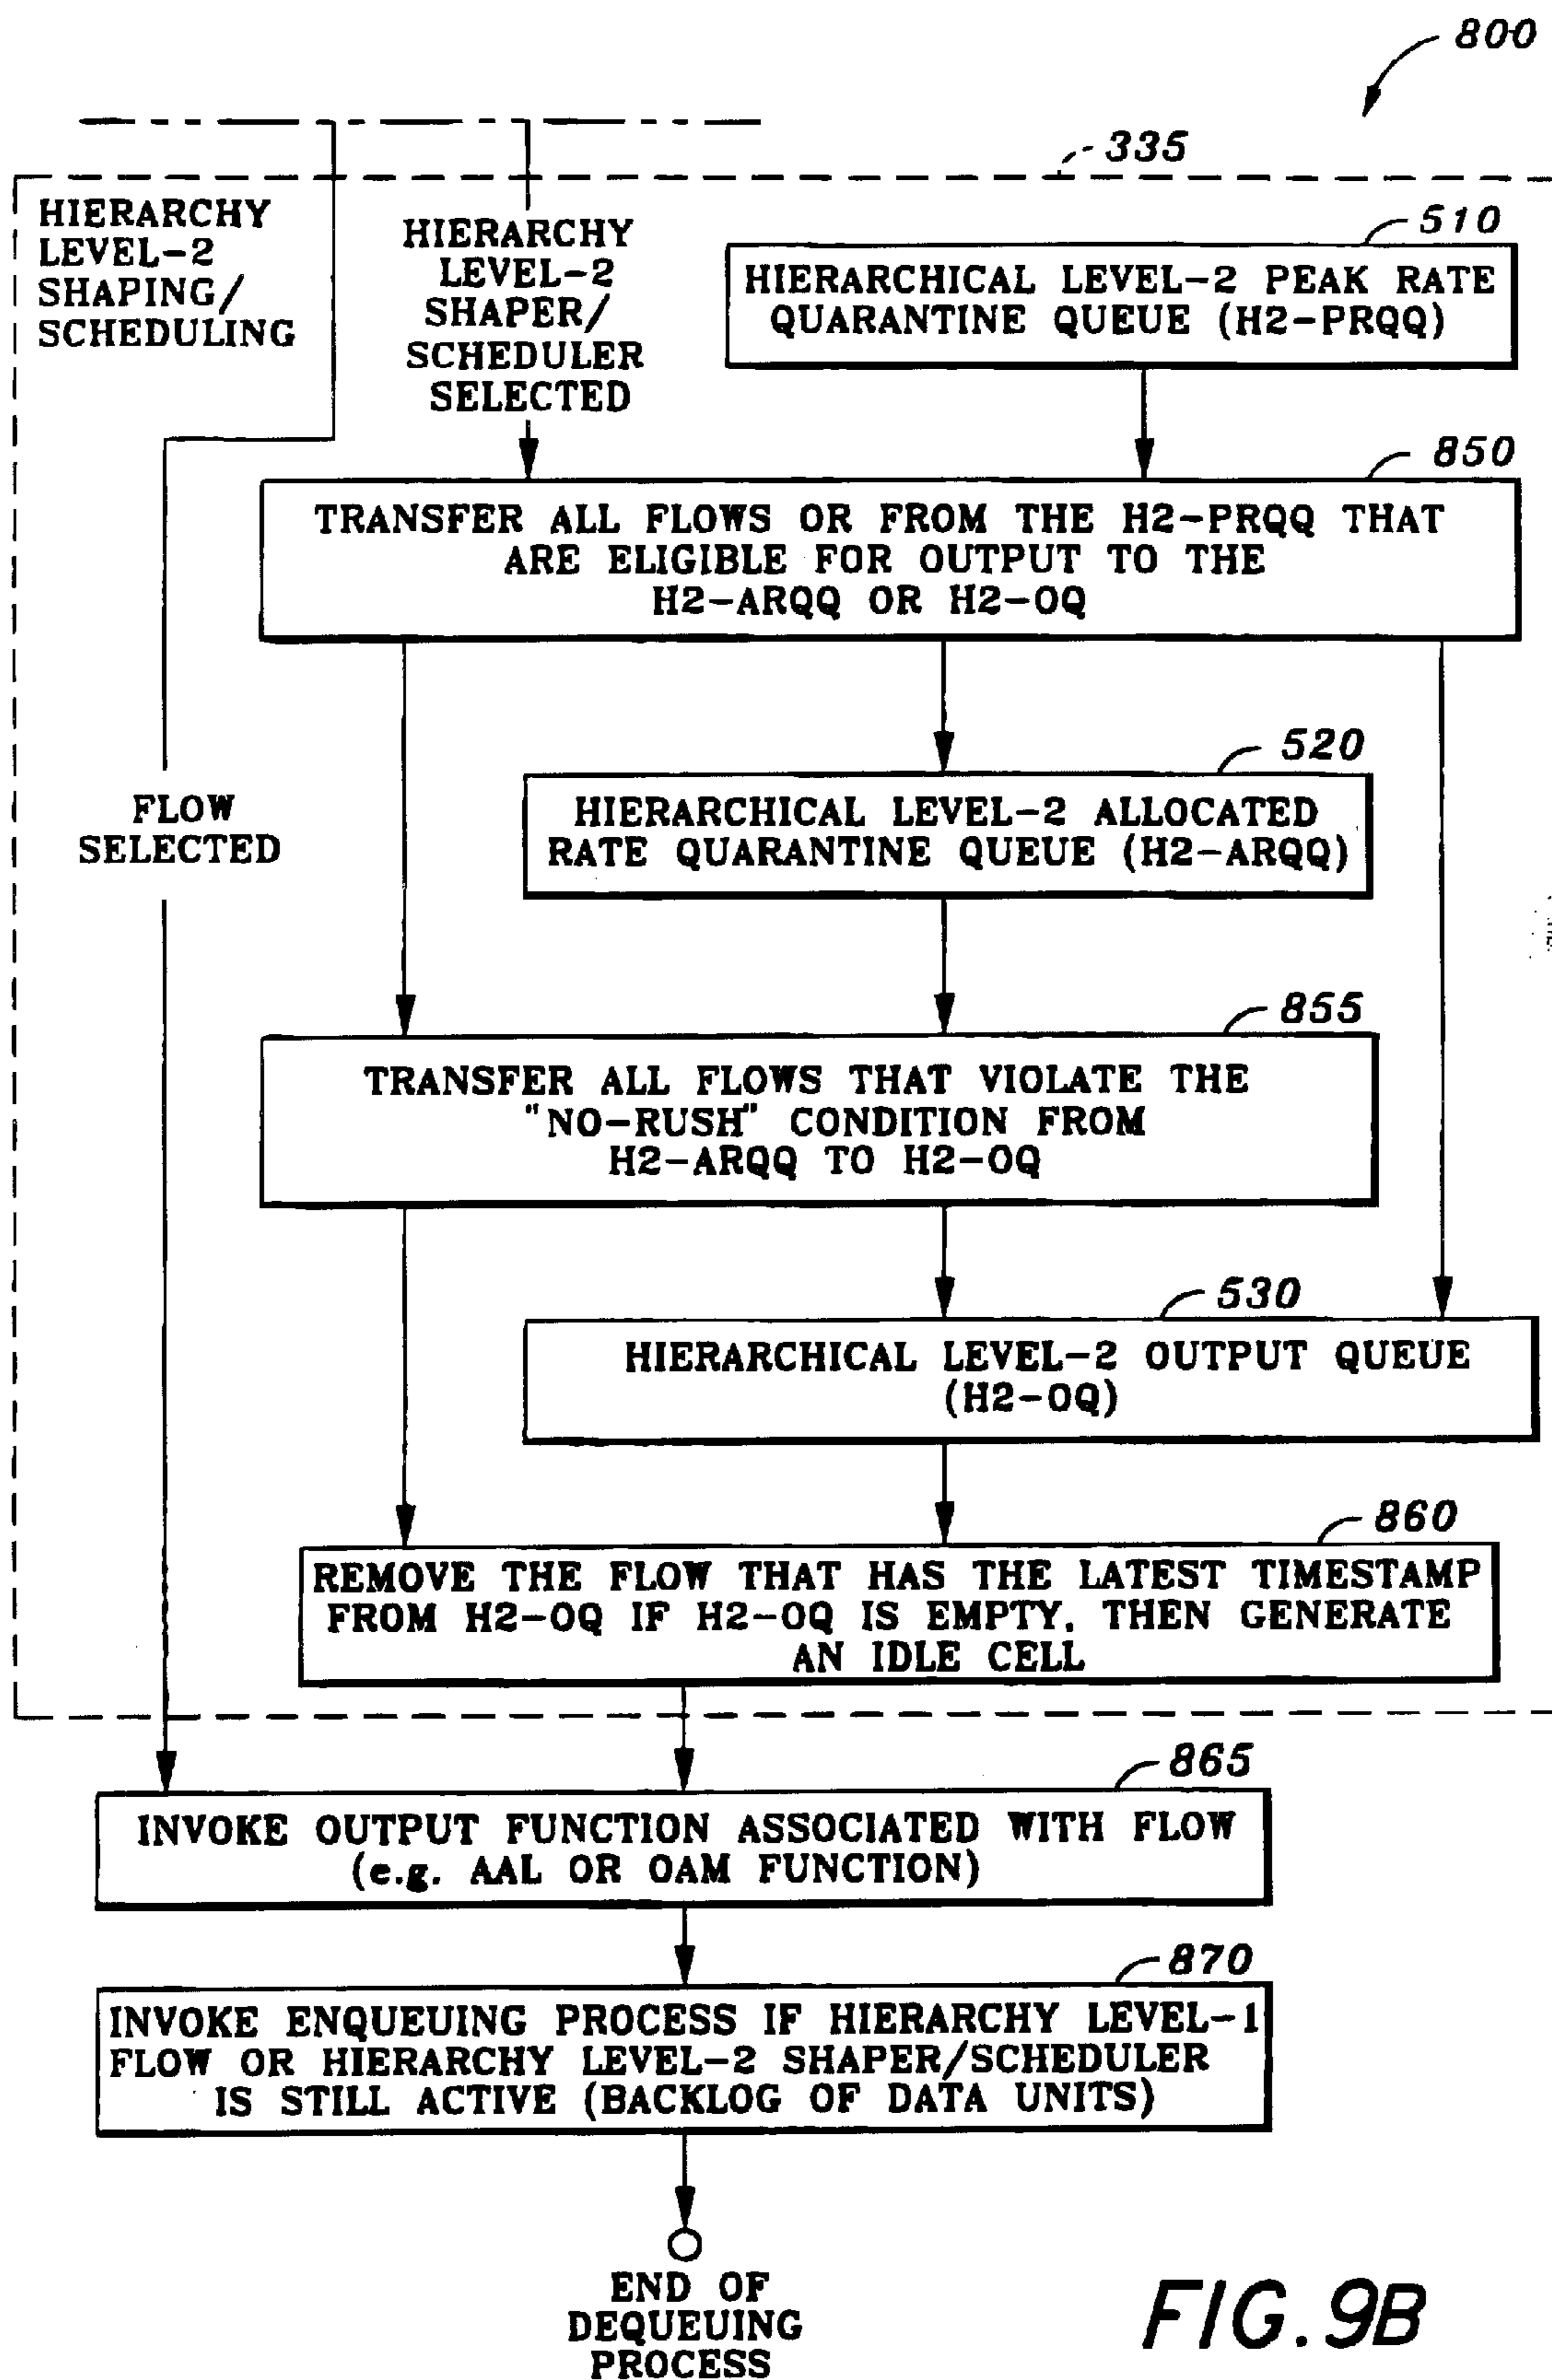 800
335
HIERARCHY
LEVEL-2
SHAPING/
SCHEDULING
HIERARCHY
LEVEL-2
SHAPER/
SCHEDULER
SELECTED
510
HIERARCHICAL LEVEL-2 PEAK RATE
QUARANTINE QUEUE (H2-PRQQ)
850
TRANSFER ALL FLOWS OR FROM THE H2-PRQQ THAT
ARE ELIGIBLE FOR OUTPUT TO THE
H2-ARQQ OR H2-OQ
520
HIERARCHICAL LEVEL-2 ALLOCATED
RATE QUARANTINE QUEUE (H2-ARQQ)
FLOW
SELECTED
855
TRANSFER ALL FLOWS THAT VIOLATE THE
"NO-RUSH" CONDITION FROM
H2-ARQQ TO H2-OQ
530
HIERARCHICAL LEVEL-2 OUTPUT QUEUE
(H2-OQ)
860
REMOVE THE FLOW THAT HAS THE LATEST TIMESTAMP
FROM H2-OQ IF H2-OQ IS EMPTY, THEN GENERATE
AN IDLE CELL
865
INVOKE OUTPUT FUNCTION ASSOCIATED WITH FLOW
(e.g. AAL OR OAM FUNCTION)
870
INVOKE ENQUEUING PROCESS IF HIERARCHY LEVEL-1
FLOW OR HIERARCHY LEVEL-2 SHAPER/SCHEDULER
IS STILL ACTIVE (BACKLOG OF DATA UNITS)
END OF
DEQUEUING
PROCESS
FIG. 9B